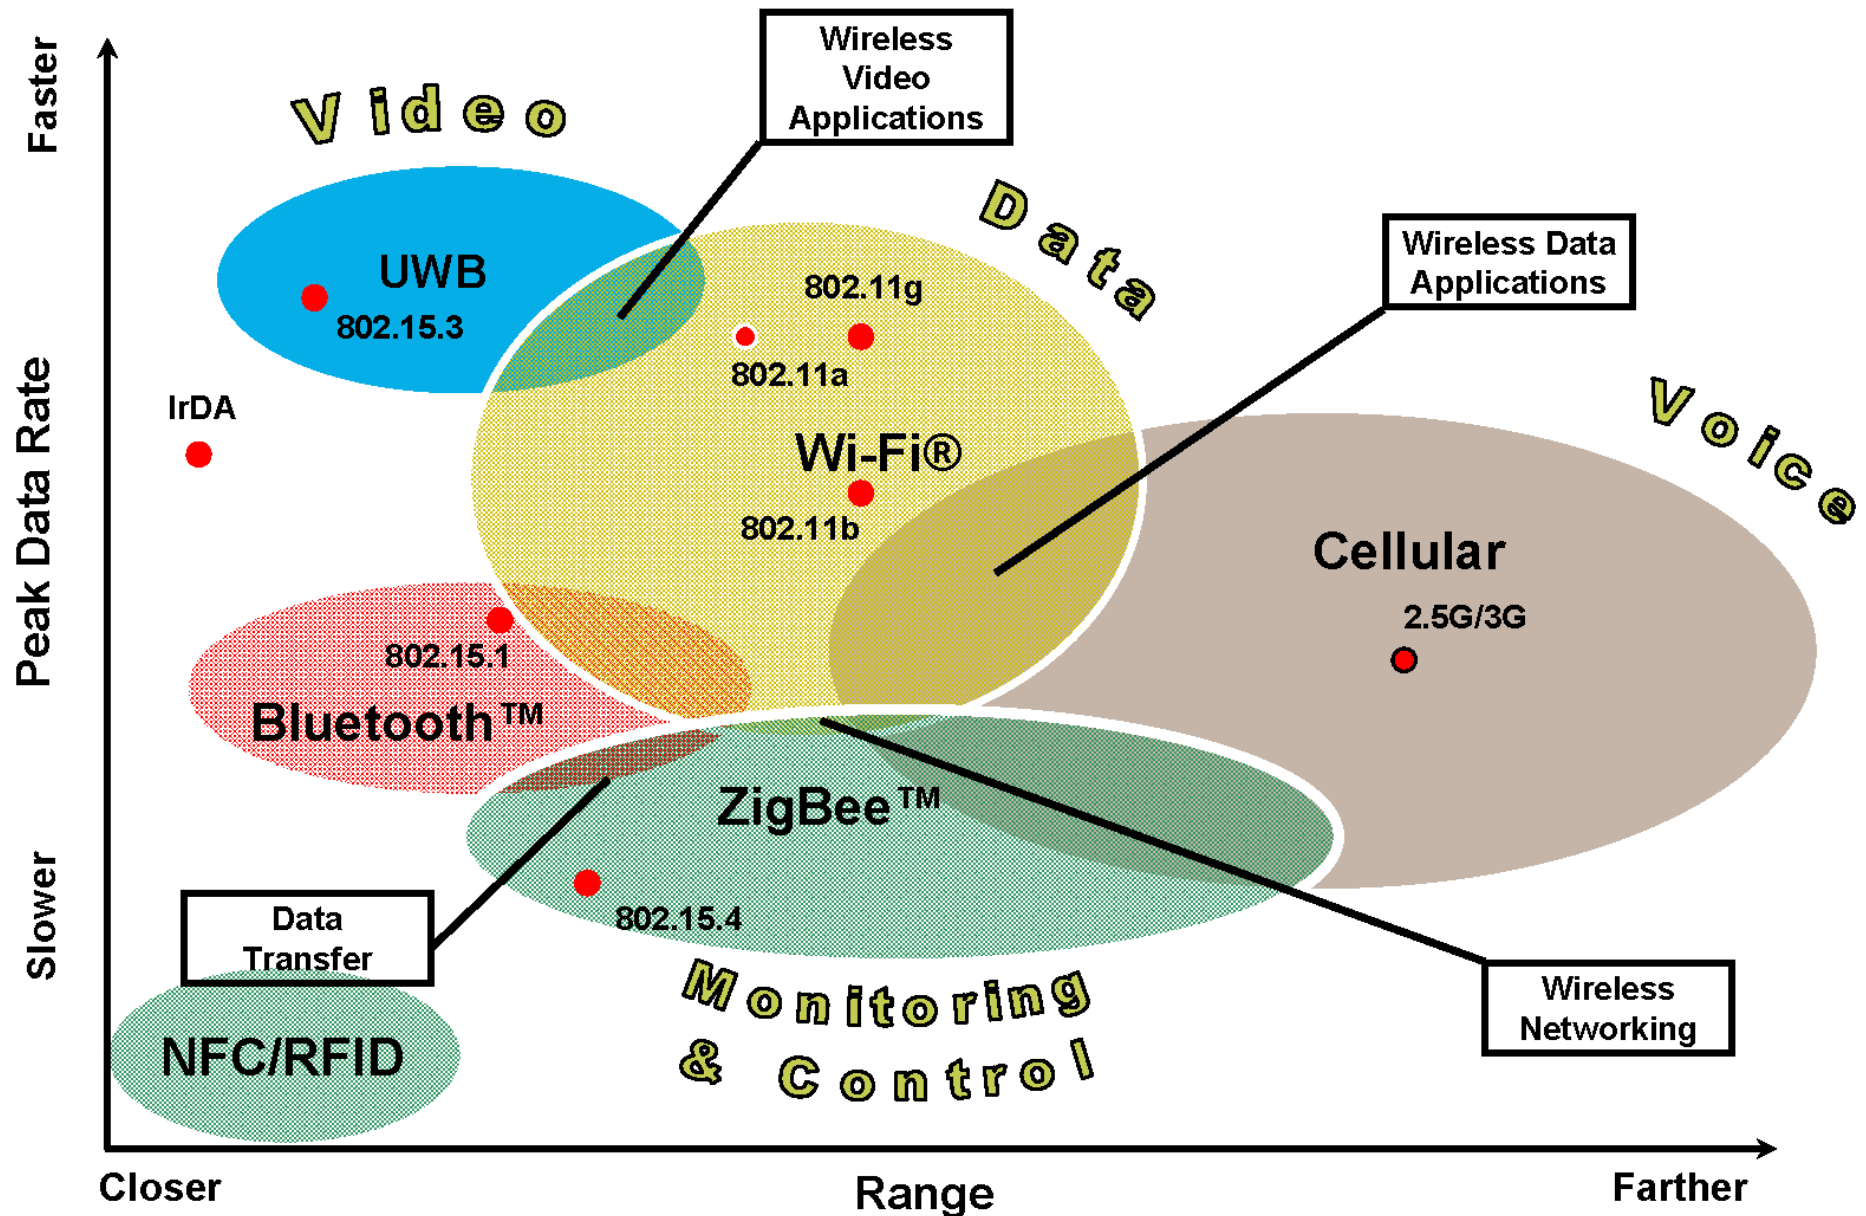 Wireless
Video
Applications
Faster
Video
Data
Wireless Data
Applications
UWB
802.15.3
802.11g
802.11a
IrDA
Voice
Wi-Fi®
802.11b
Cellular
2.5G/3G
Peak Data Rate
802.15.1
Bluetooth™
ZigBee™
Slower
802.15.4
Data
Transfer
Monitoring
& Control
Wireless
Networking
NFC/RFID
Closer
Range
Farther